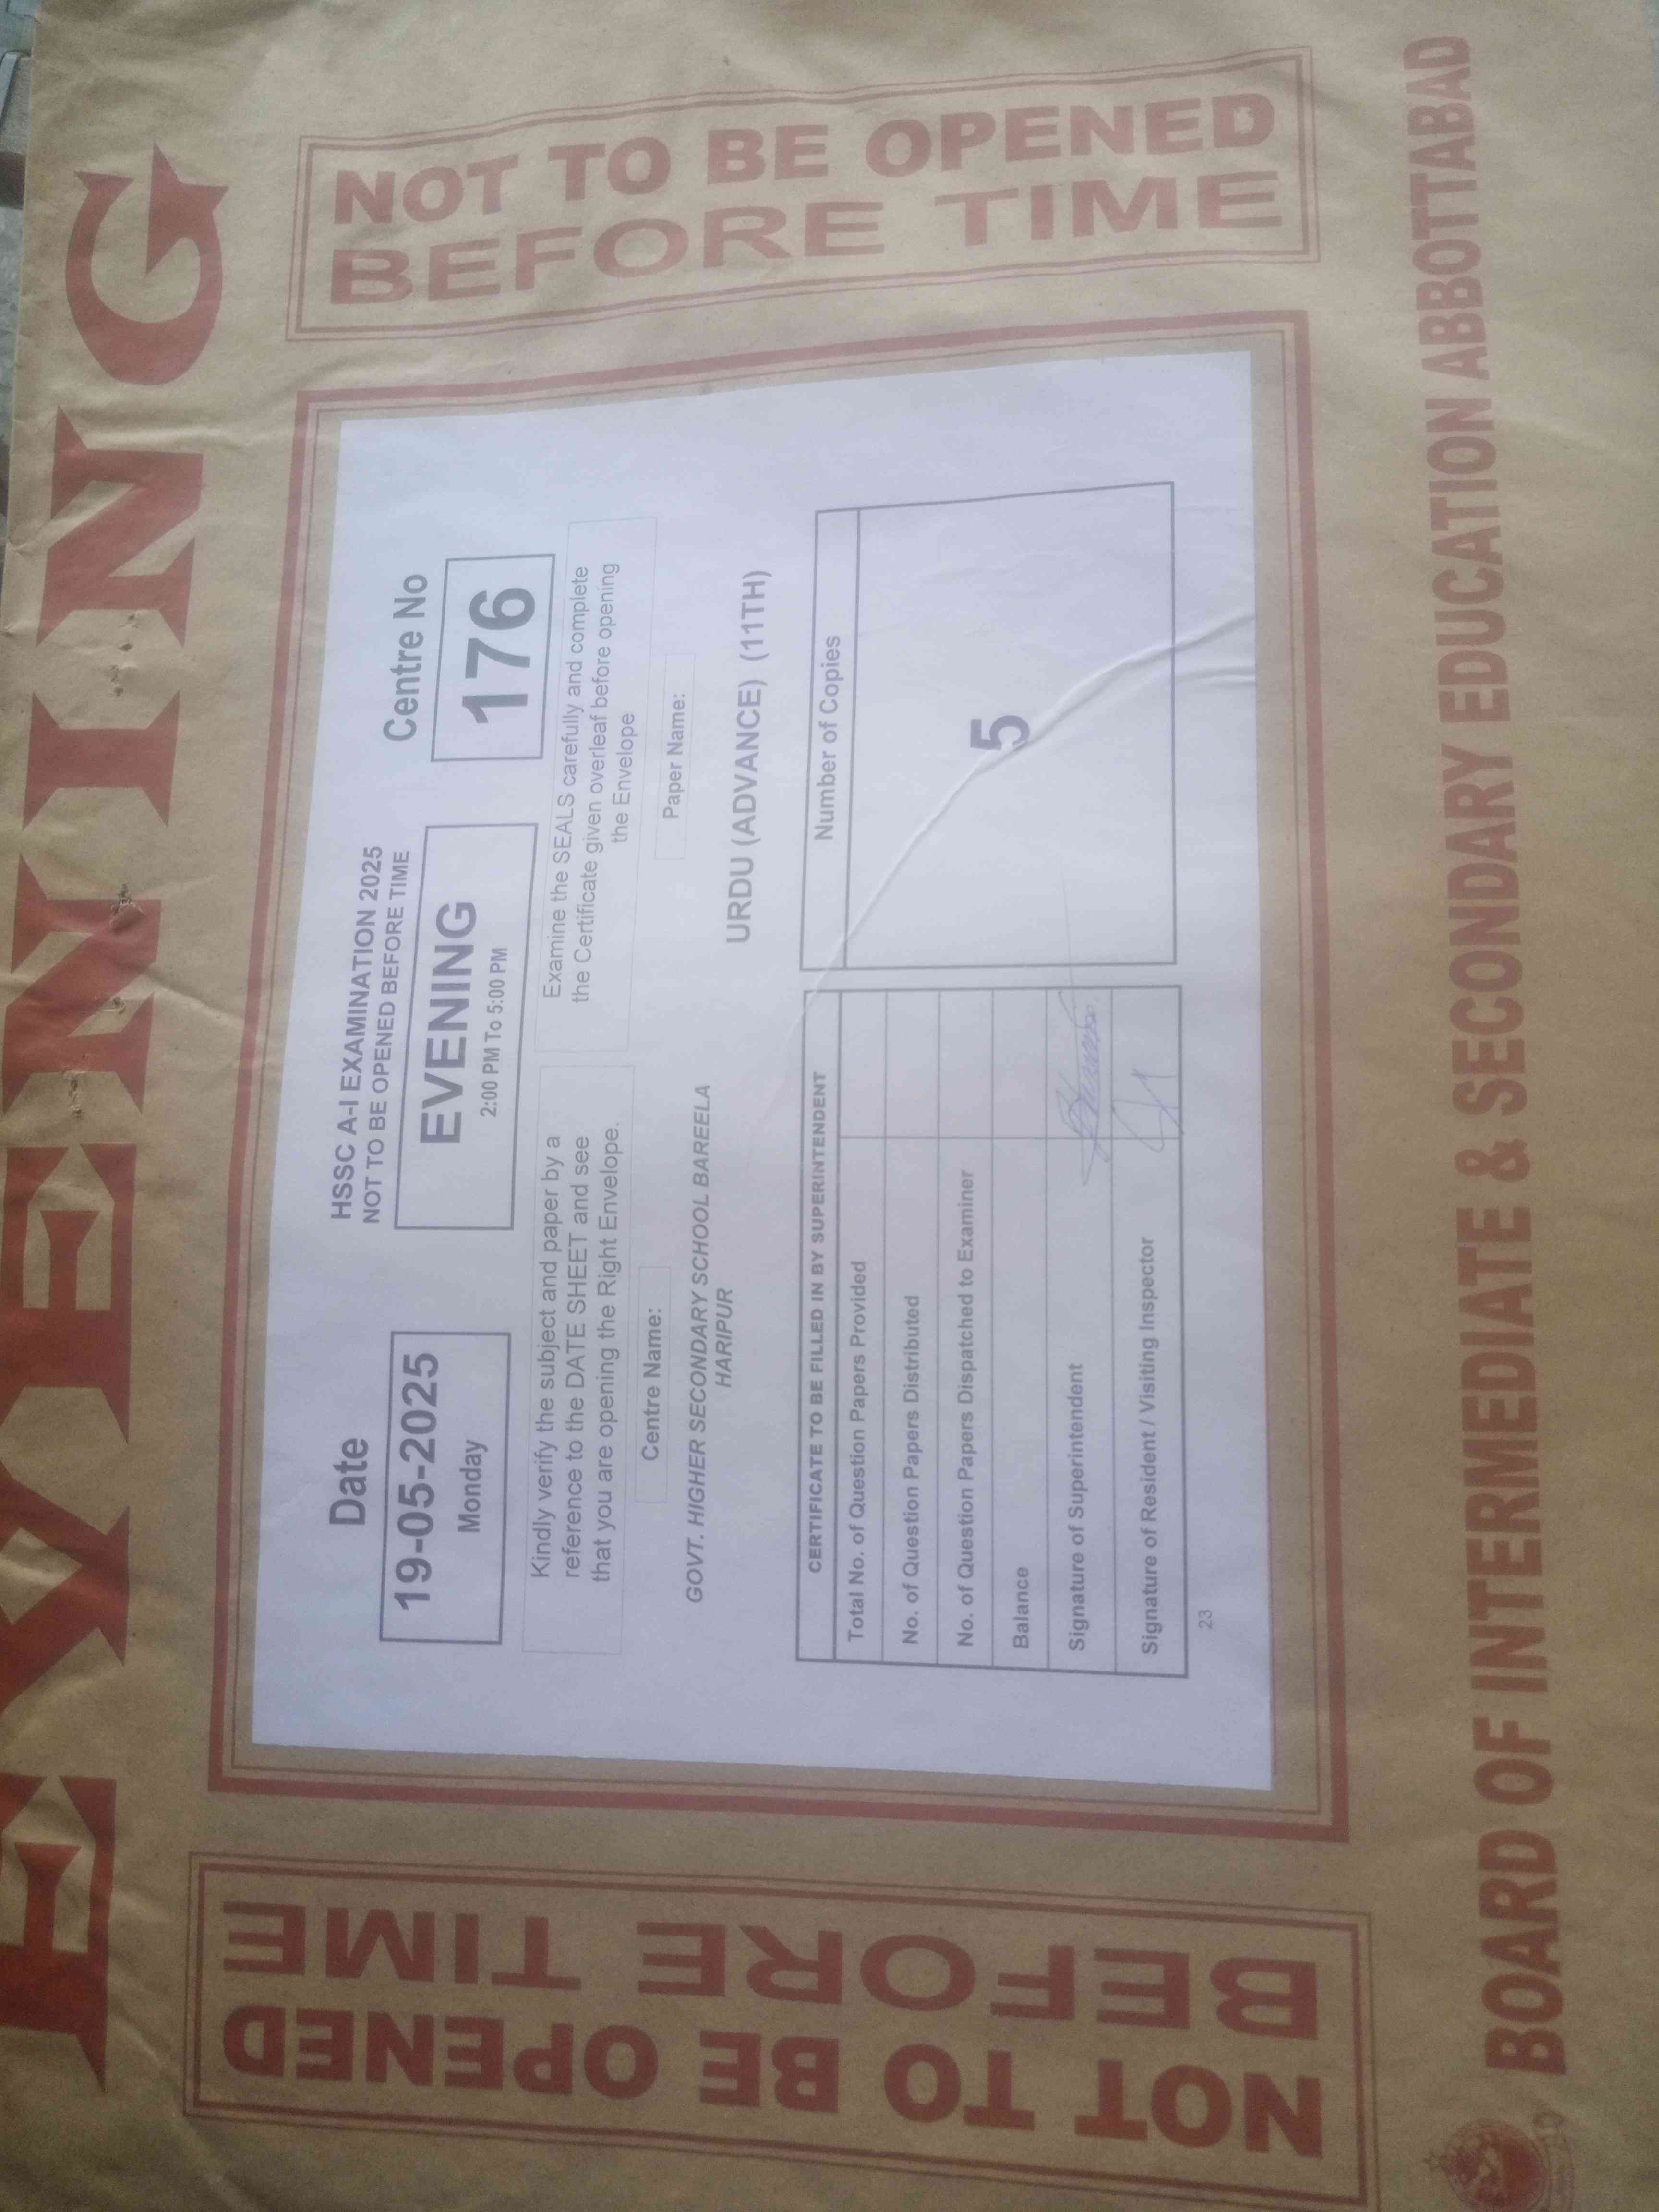 EVENING
NOT TO BE OPENED
BEFORE TIME
HSSC A-I EXAMINATION 2025
NOT TO BE OPENED BEFORE TIME
Date
19-05-2025
Monday
EVENING
2:00 PM To 5:00 PM
Centre No
176
Kindly verify the subject and paper by a
reference to the DATE SHEET and see
that you are opening the Right Envelope.
Examine the SEALS carefully and complete
the Certificate given overleaf before opening
the Envelope
Centre Name:
GOVT. HIGHER SECONDARY SCHOOL BAREELA
HARIPUR
Paper Name:
URDU (ADVANCE) (11TH)
CERTIFICATE TO BE FILLED IN BY SUPERINTENDENT
Total No. of Question Papers Provided
No. of Question Papers Distributed
No. of Question Papers Dispatched to Examiner
Balance
Signature of Superintendent
Signature of Resident / Visiting Inspector
Number of Copies
5
23
NOT TO BE OPENED
BEFORE TIME
BOARD OF INTERMEDIATE & SECONDARY EDUCATION ABBOTTABAD